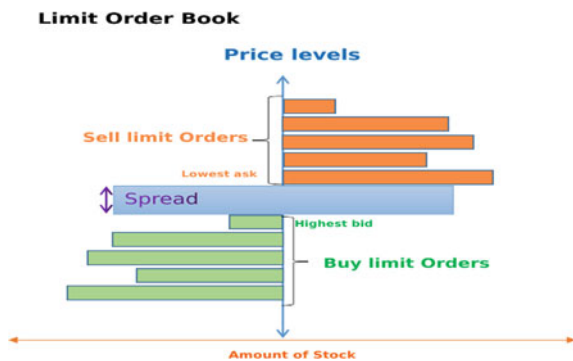 Limit Order Book
Price levels
Sell limit Orders
Lowest ask
Spread
Highest bid
Buy limit Orders
Amount of Stock